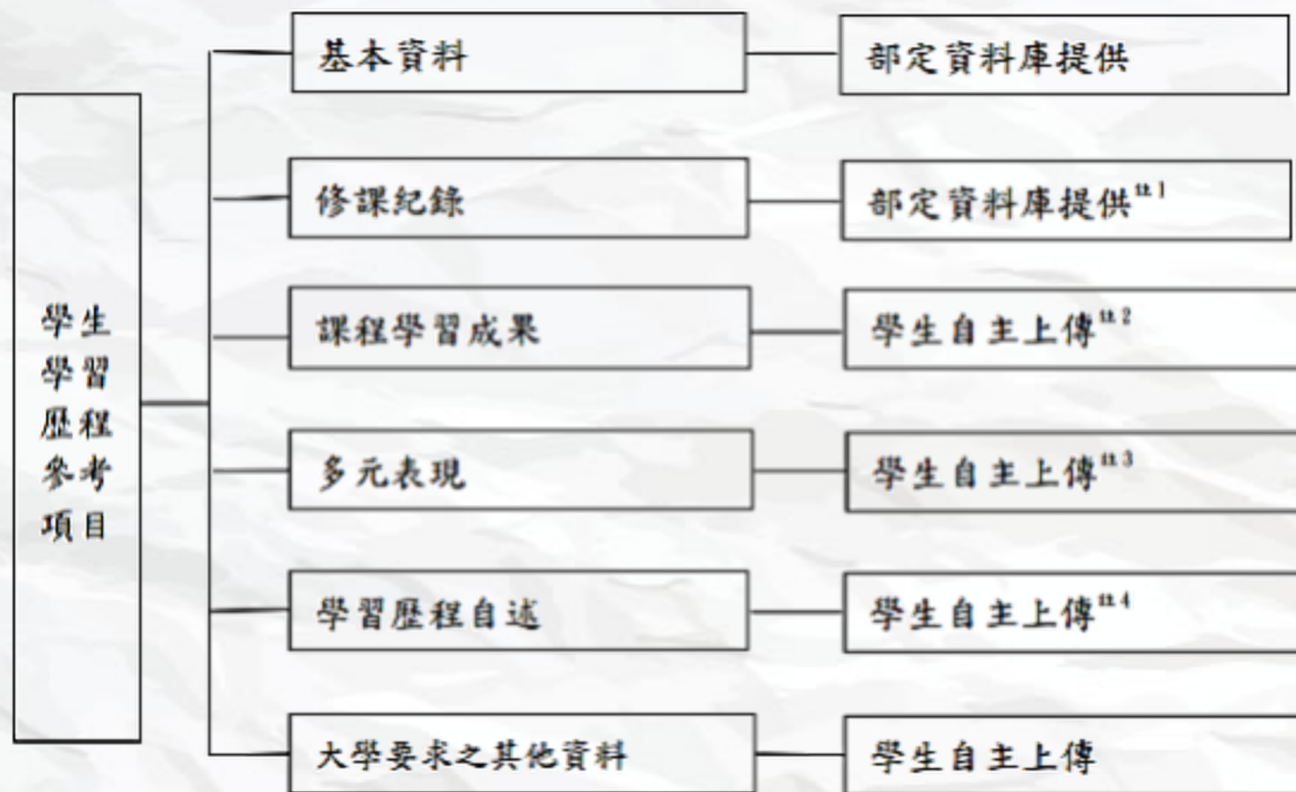 學生
學習
歷程
參考
項目
基本資料
部定資料庫提供
修課紀錄
部定資料庫提供註1
課程學習成果
學生自主上傳註2
多元表現
學生自主上傳註3
學習歷程自述
學生自主上傳註4
大學要求之其他資料
學生自主上傳